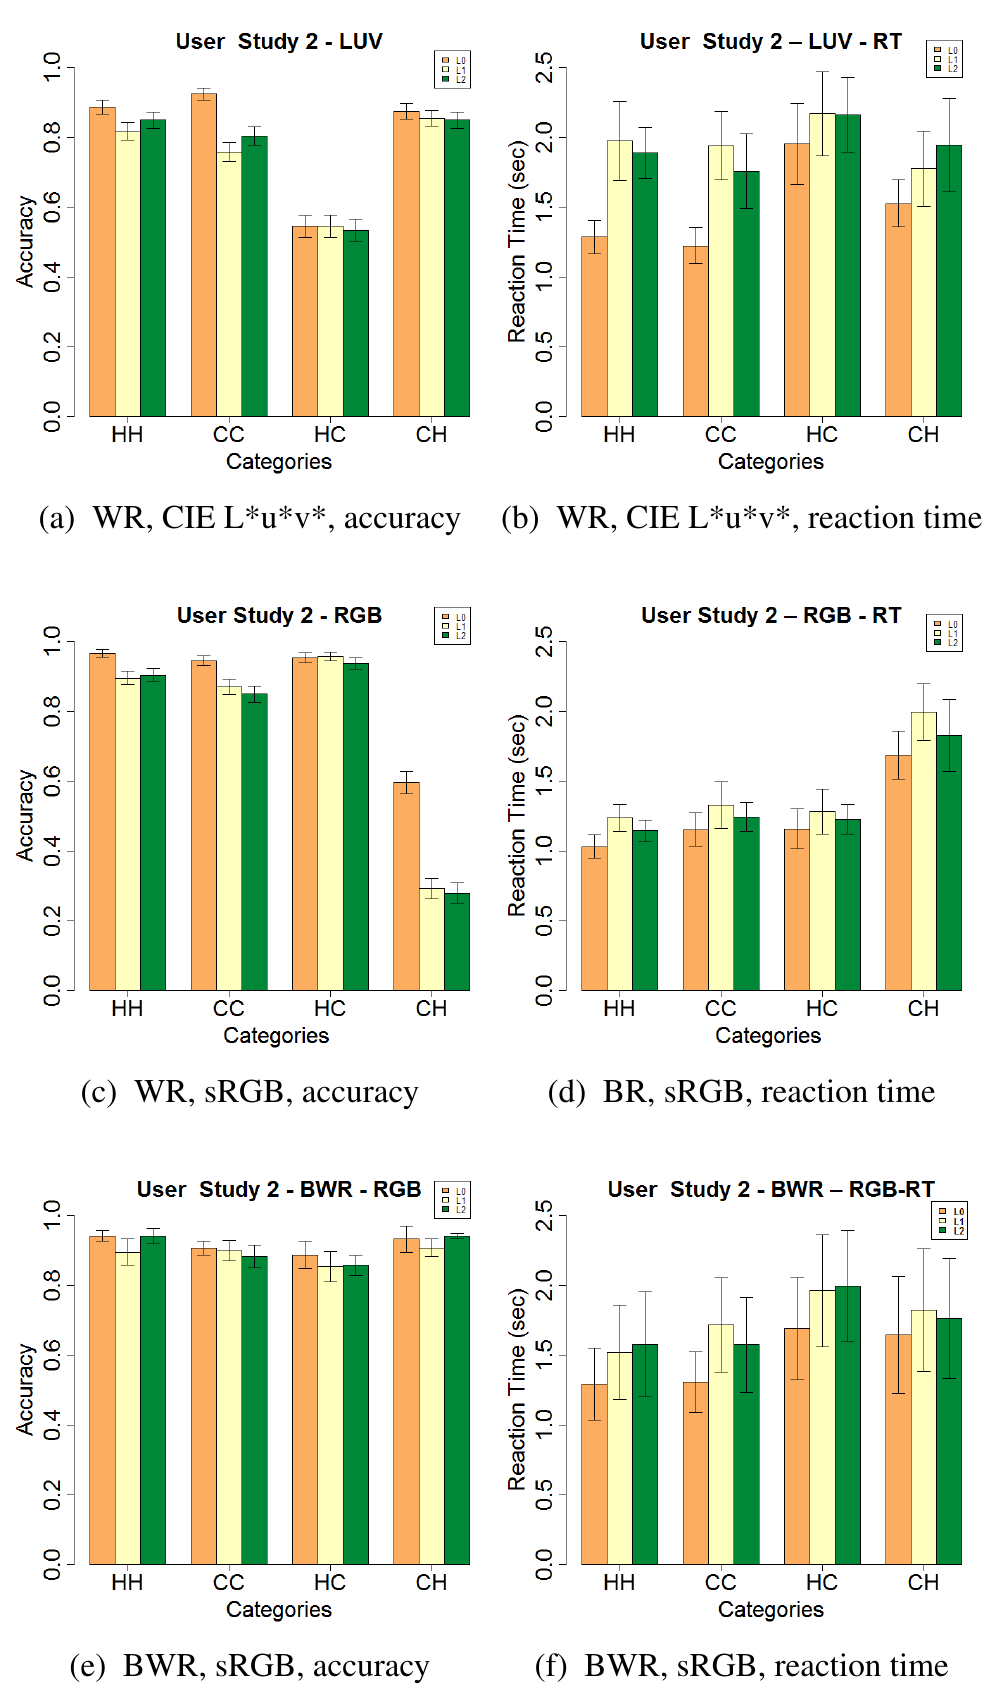 User Study 2 - LUV
L0
L1
L2
Accuracy
0.0 0.2 0.4 0.6 0.8 1.0
HH CC HC CH
Categories
(a) WR, CIE L*u*v*, accuracy
User Study 2 – LUV - RT
L0
L1
L2
Reaction Time (sec)
0.0 0.5 1.0 1.5 2.0 2.5
HH CC HC CH
Categories
(b) WR, CIE L*u*v*, reaction time
User Study 2 - RGB
L0
L1
L2
Accuracy
0.0 0.2 0.4 0.6 0.8 1.0
HH CC HC CH
Categories
(c) WR, sRGB, accuracy
User Study 2 – RGB - RT
L0
L1
L2
Reaction Time (sec)
0.0 0.5 1.0 1.5 2.0 2.5
HH CC HC CH
Categories
(d) BR, sRGB, reaction time
User Study 2 - BWR - RGB
L0
L1
L2
Accuracy
0.0 0.2 0.4 0.6 0.8 1.0
HH CC HC CH
Categories
(e) BWR, sRGB, accuracy
User Study 2 - BWR – RGB-RT
L0
L1
L2
Reaction Time (sec)
0.0 0.5 1.0 1.5 2.0 2.5
HH CC HC CH
Categories
(f) BWR, sRGB, reaction time